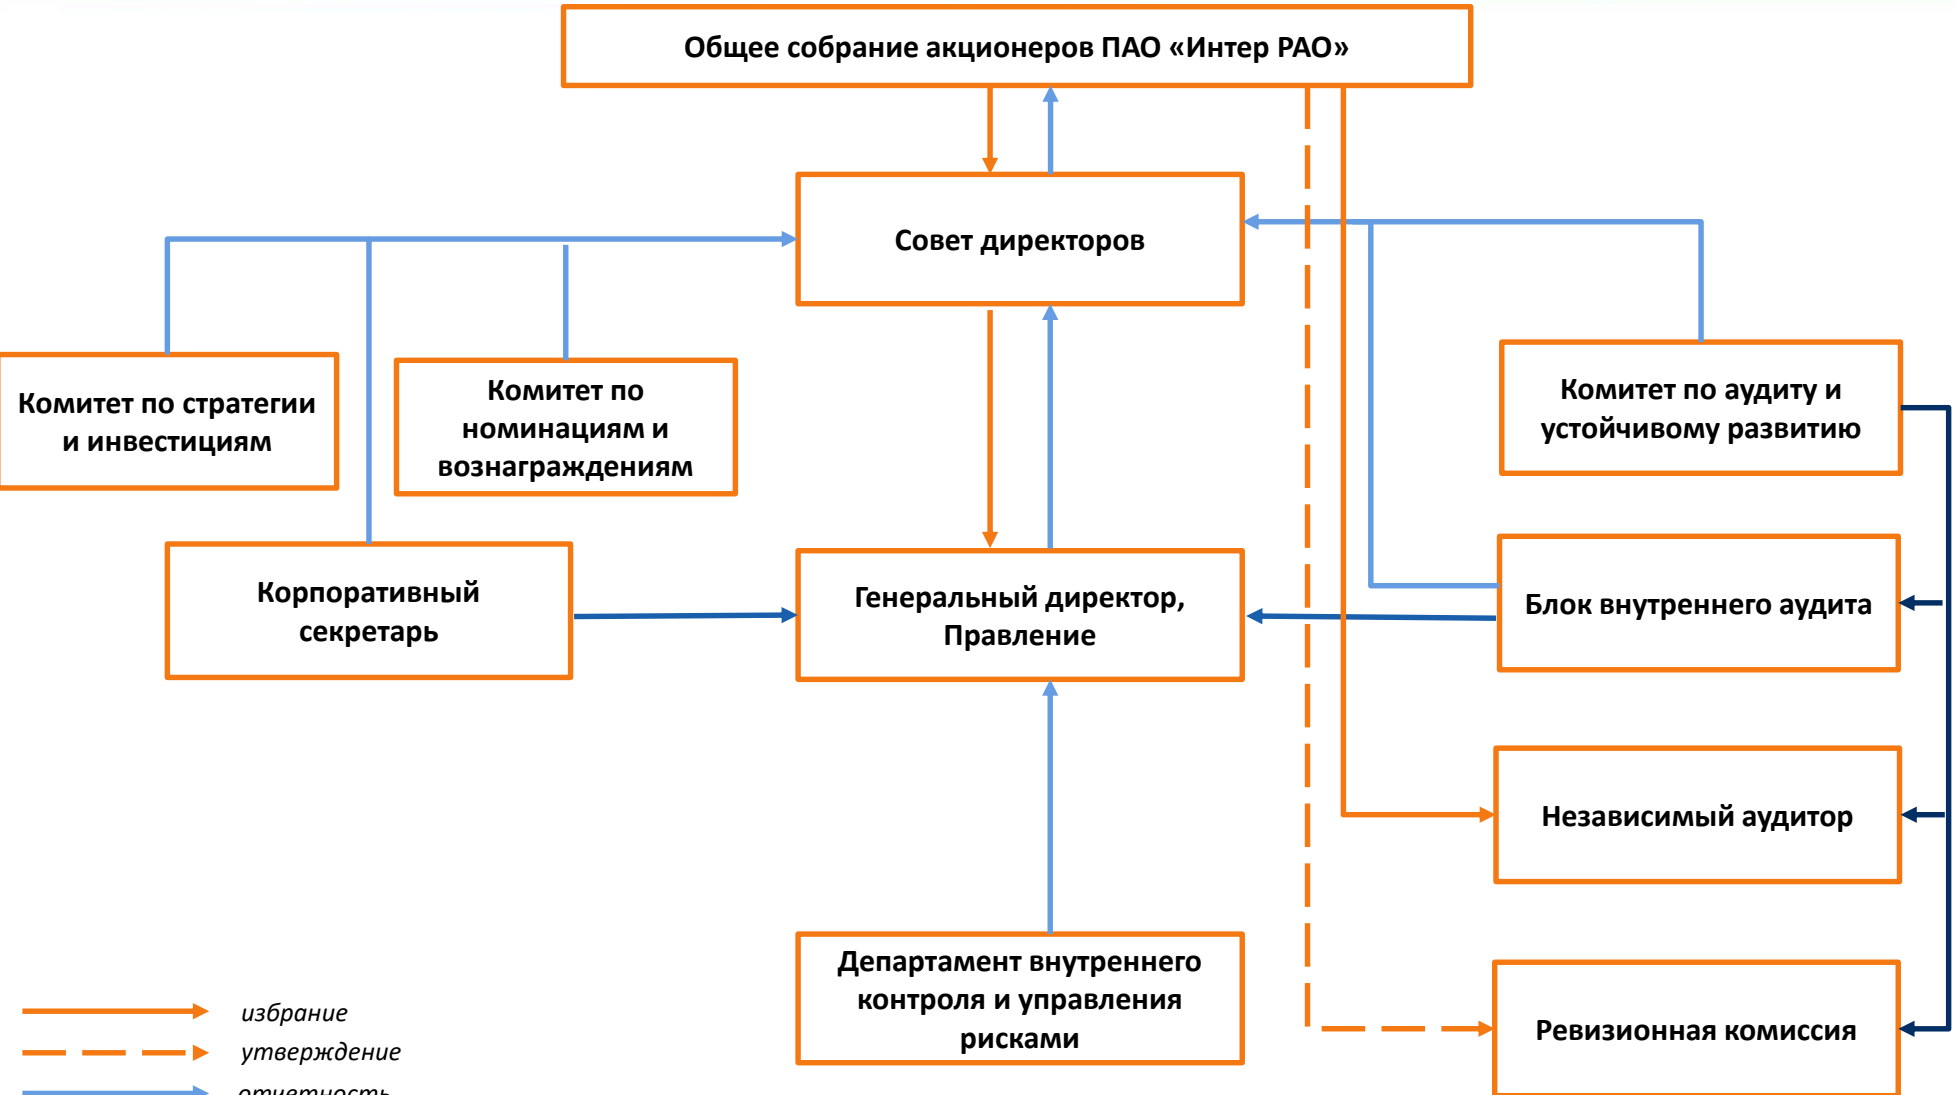 Общее собрание акционеров ПАО «Интер РАО»
Совет директоров
Комитет по стратегии
и инвестициям
Комитет по
номинациям и
вознаграждениям
Комитет по аудиту и
устойчивому развитию
Корпоративный
секретарь
Генеральный директор,
Правление
Блок внутреннего аудита
Независимый аудитор
Департамент внутреннего
контроля и управления
рисками
Ревизионная комиссия
избрание
утверждение
отчетность